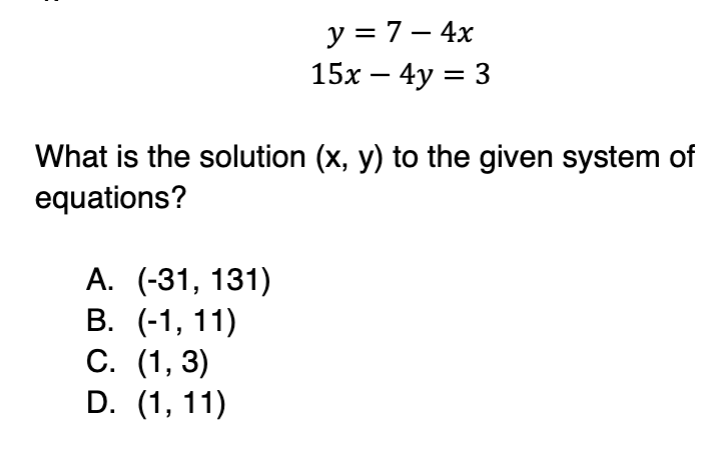 y = 7 − 4x
15x − 4y = 3
What is the solution (x, y) to the given system of
equations?
A. (-31, 131)
B. (-1, 11)
C. (1, 3)
D. (1, 11)